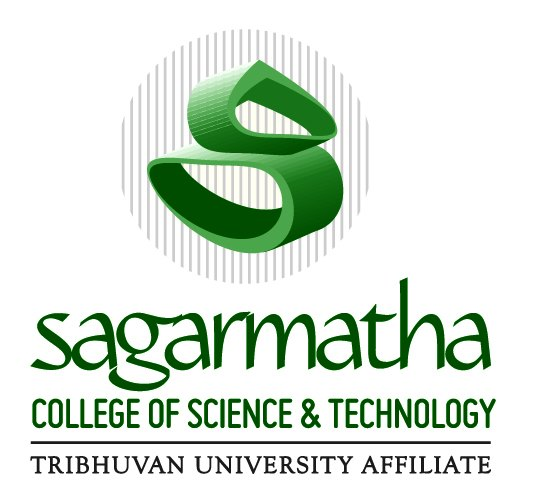 sagarmatha
COLLEGE OF SCIENCE & TECHNOLOGY
TRIBHUVAN UNIVERSITY AFFILIATE